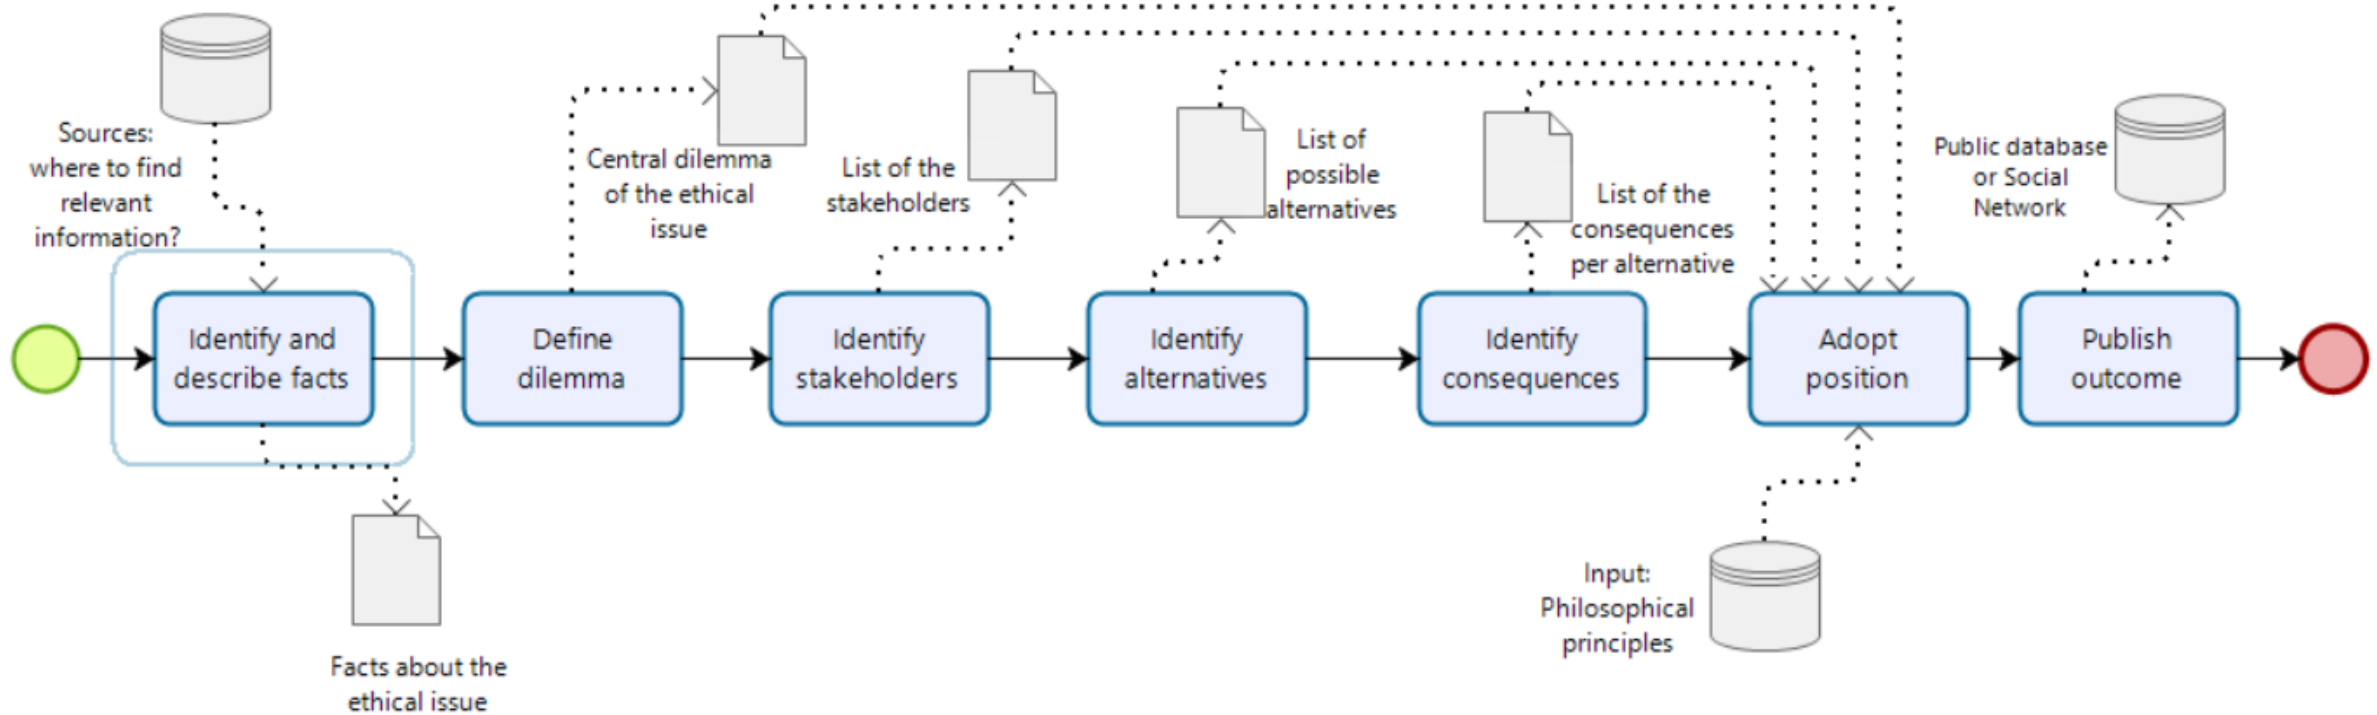 Sources:
where to find
relevant
information?
Central dilemma
of the ethical
issue
List of the
stakeholders
List of
possible
alternatives
List of the
consequences
per alternative
Public database
or Social
Network
Identify and
describe facts
Define
dilemma
Identify
stakeholders
Identify
alternatives
Identify
consequences
Adopt
position
Publish
outcome
Facts about the
ethical issue
Input:
Philosophical
principles